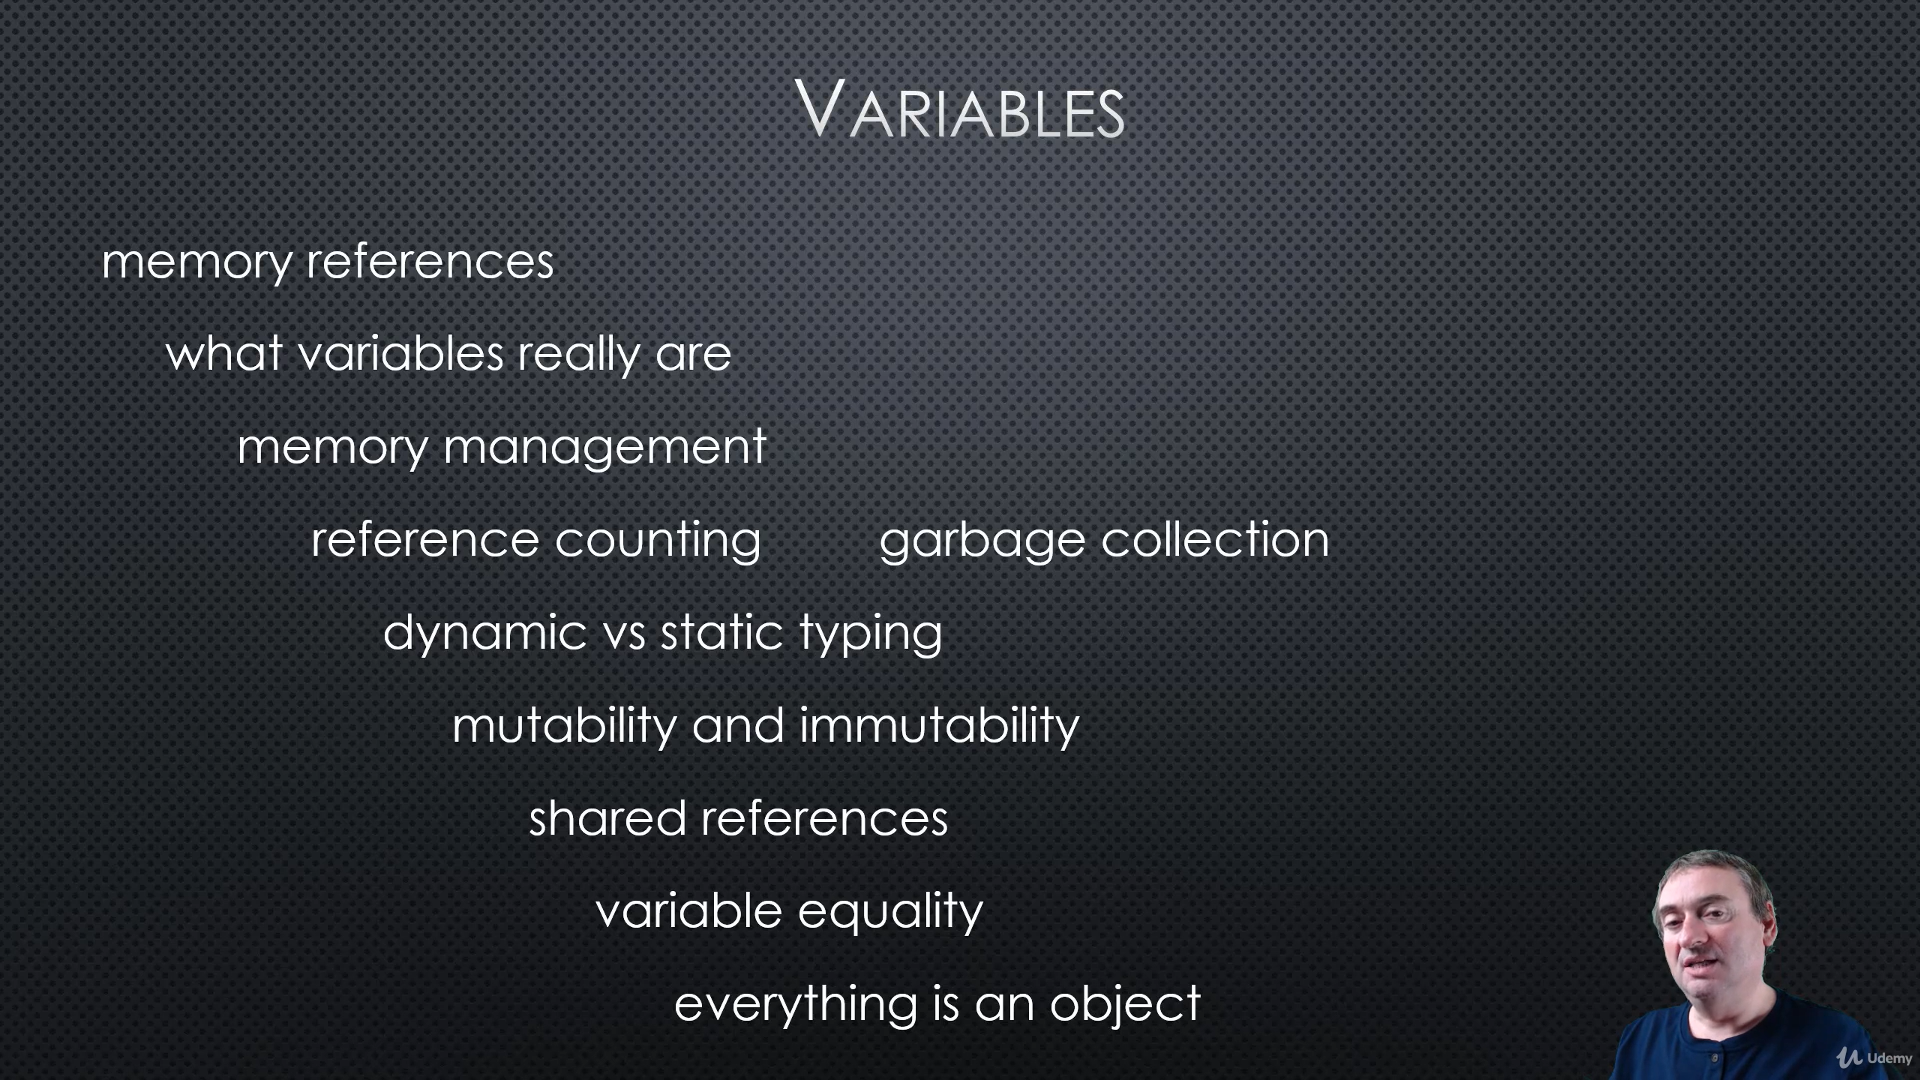 VARIABLES
memory references
what variables really are
memory management
reference counting garbage collection
dynamic vs static typing
mutability and immutability
shared references
variable equality
everything is an object
Udemy